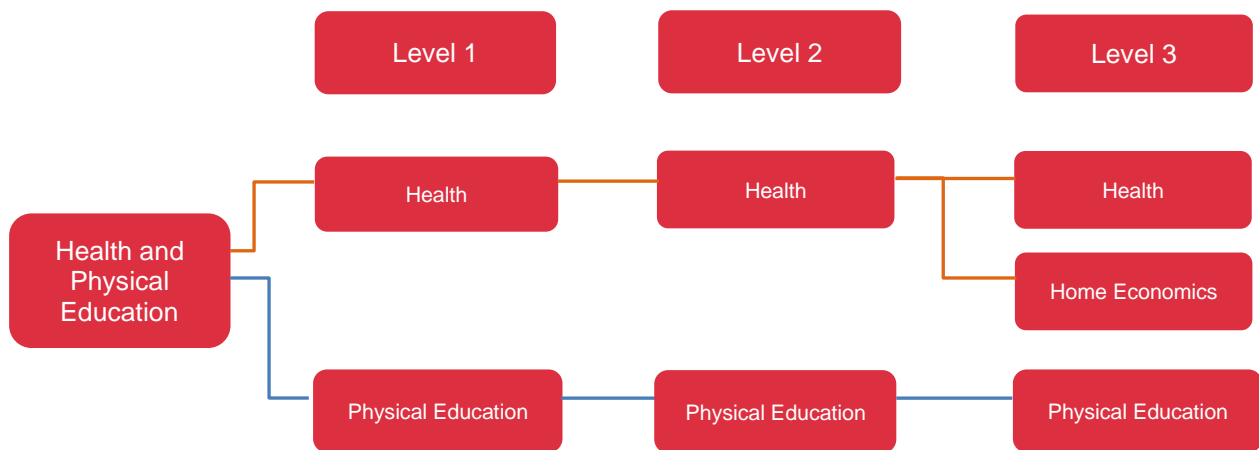 Level 1
Level 2
Level 3
Health
Health
Health
Health and
Physical
Education
Home Economics
Physical Education
Physical Education
Physical Education